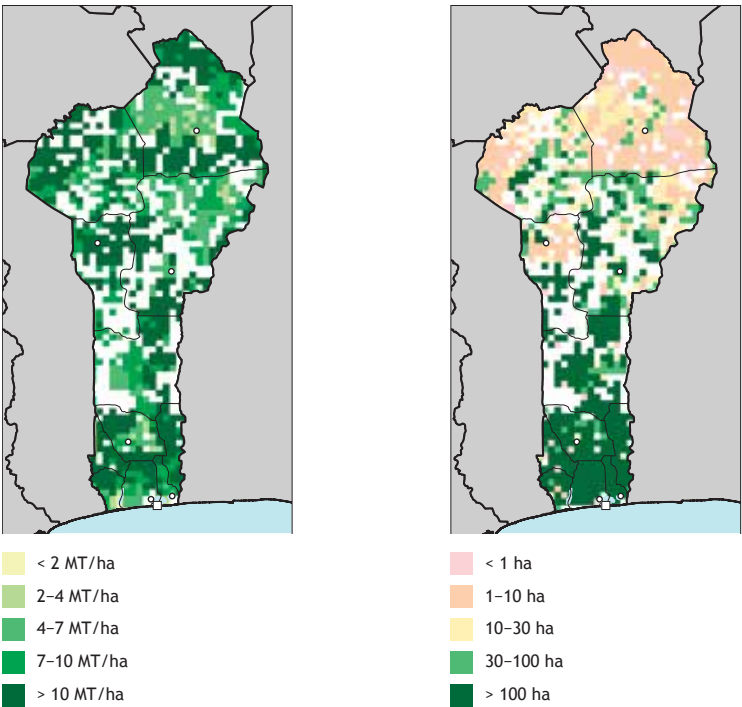 < 2 MT/ha
2–4 MT/ha
4–7 MT/ha
7–10 MT/ha
> 10 MT/ha
< 1 ha
1–10 ha
10–30 ha
30–100 ha
> 100 ha